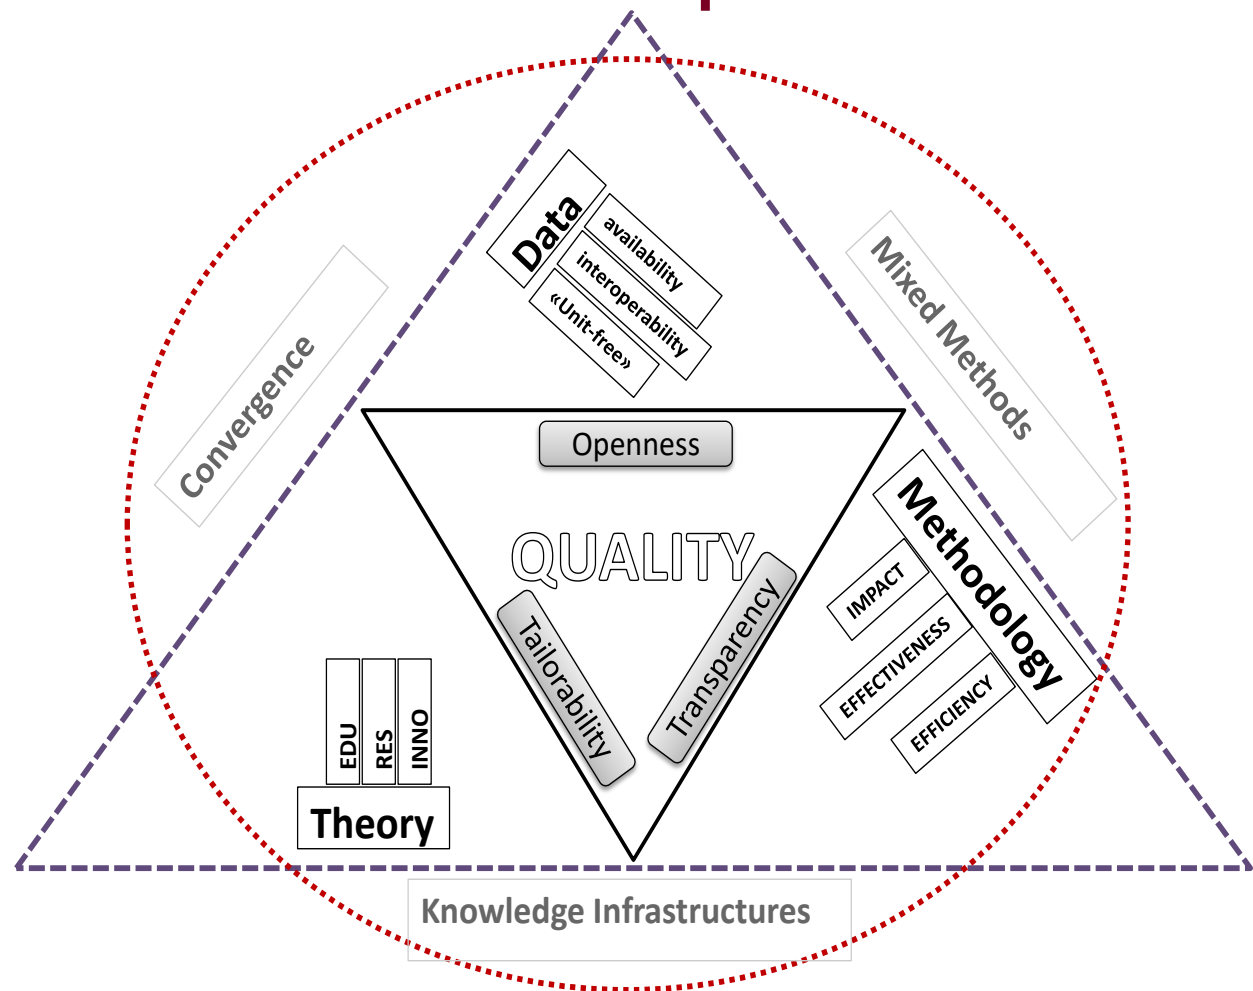 Data
availability
interoperability
«Unit-free»
Convergence
Mixed Methods
Openness
QUALITY
Tailorability
Transparency
Methodology
IMPACT
EFFECTIVENESS
EFFICIENCY
EDU
RES
INNO
Theory
Knowledge Infrastructures